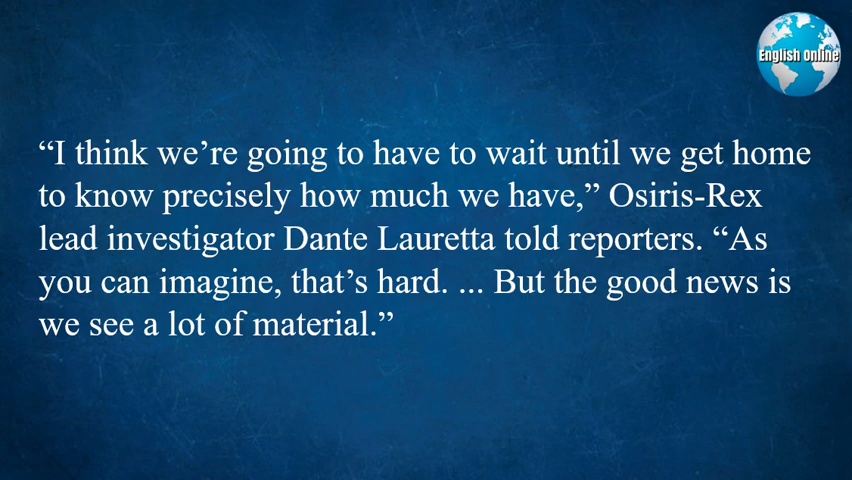 English Online
“I think we’re going to have to wait until we get home
to know precisely how much we have,” Osiris-Rex
lead investigator Dante Lauretta told reporters. “As
you can imagine, that’s hard. ... But the good news is
we see a lot of material.”